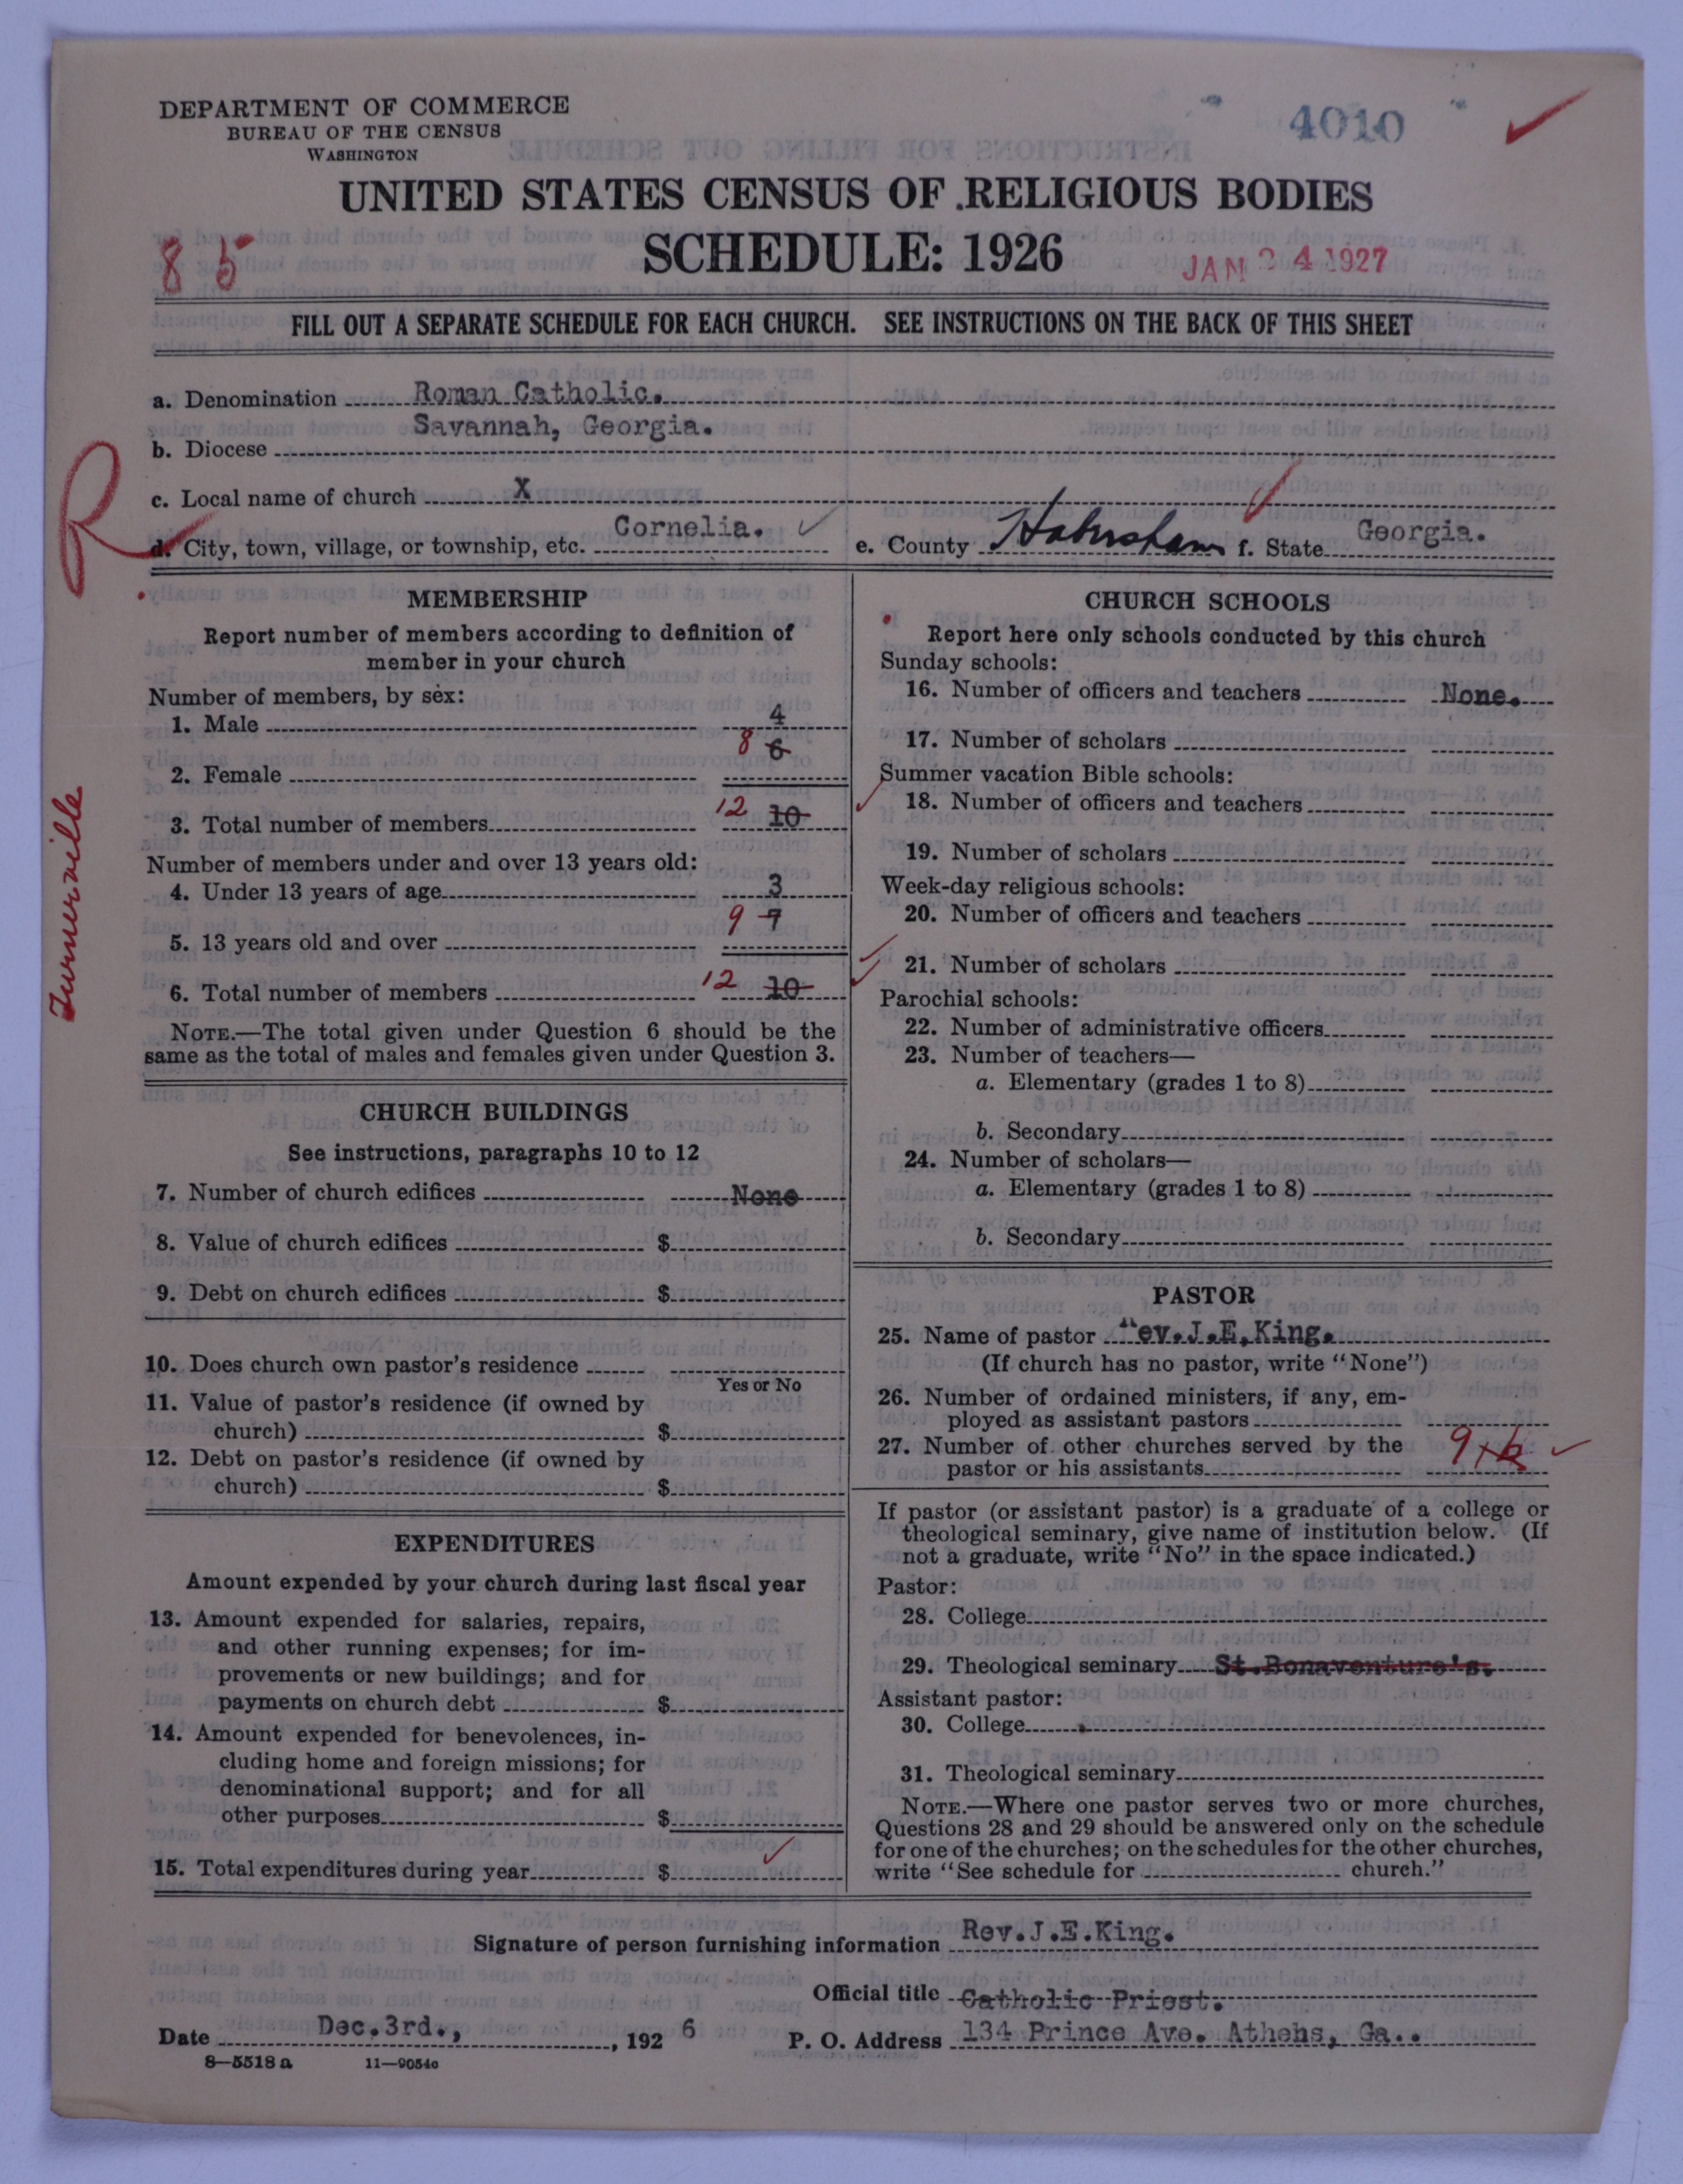 DEPARTMENT OF COMMERCE
BUREAU OF THE CENSUS
WASHINGTON
4010
UNITED STATES CENSUS OF RELIGIOUS BODIES
SCHEDULE: 1926
85
JAN 24 1927
FILL OUT A SEPARATE SCHEDULE FOR EACH CHURCH. SEE INSTRUCTIONS ON THE BACK OF THIS SHEET
a. Denomination Roman Catholic.
b. Diocese Savannah, Georgia.
c. Local name of church X
R
d. City, town, village, or township, etc. Cornelia. ✓ e. County Habersham f. State Georgia.
Turnerville
MEMBERSHIP
Report number of members according to definition of
member in your church
Number of members, by sex:
1. Male 4
2. Female 8 6
3. Total number of members 12 10
Number of members under and over 13 years old:
4. Under 13 years of age 3
5. 13 years old and over 9 7
6. Total number of members 12 10
NOTE.—The total given under Question 6 should be the
same as the total of males and females given under Question 3.
CHURCH BUILDINGS
See instructions, paragraphs 10 to 12
7. Number of church edifices None
8. Value of church edifices $
9. Debt on church edifices $
10. Does church own pastor's residence
Yes or No
11. Value of pastor's residence (if owned by
church) $
12. Debt on pastor's residence (if owned by
church) $
EXPENDITURES
Amount expended by your church during last fiscal year
13. Amount expended for salaries, repairs,
and other running expenses; for im-
provements or new buildings; and for
payments on church debt $
14. Amount expended for benevolences, in-
cluding home and foreign missions; for
denominational support; and for all
other purposes $
15. Total expenditures during year $
CHURCH SCHOOLS
Report here only schools conducted by this church
Sunday schools:
16. Number of officers and teachers None.
17. Number of scholars
Summer vacation Bible schools:
18. Number of officers and teachers
19. Number of scholars
Week-day religious schools:
20. Number of officers and teachers
21. Number of scholars
Parochial schools:
22. Number of administrative officers
23. Number of teachers—
a. Elementary (grades 1 to 8)
b. Secondary
24. Number of scholars—
a. Elementary (grades 1 to 8)
b. Secondary
PASTOR
25. Name of pastor Rev.J.E.King.
(If church has no pastor, write "None")
26. Number of ordained ministers, if any, em-
ployed as assistant pastors
27. Number of other churches served by the
pastor or his assistants 9
If pastor (or assistant pastor) is a graduate of a college or
theological seminary, give name of institution below. (If
not a graduate, write "No" in the space indicated.)
Pastor:
28. College
29. Theological seminary St.Bonaventure's.
Assistant pastor:
30. College
31. Theological seminary
NOTE.—Where one pastor serves two or more churches,
Questions 28 and 29 should be answered only on the schedule
for one of the churches; on the schedules for the other churches,
write "See schedule for church."
Signature of person furnishing information Rev.J.E.King.
Official title Catholic Priest.
Date Dec.3rd., 192 6 P. O. Address 134 Prince Ave. Athens, Ga..
8—5518 a 11—9054c